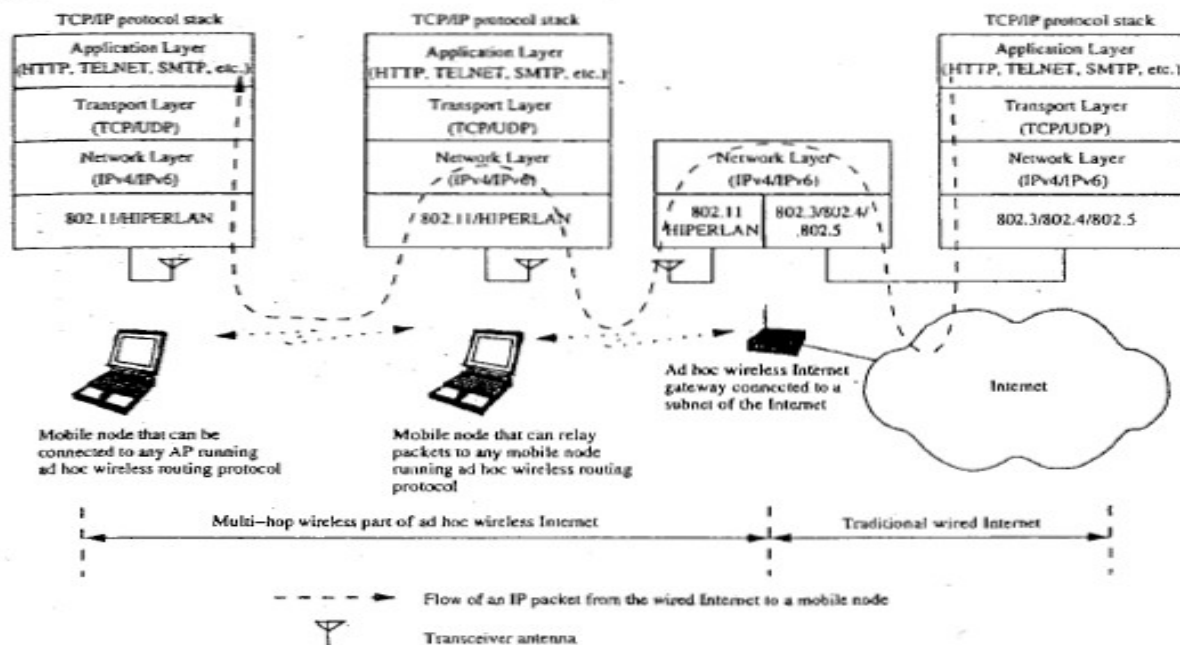 TCP/IP protocol stack
Application Layer
(HTTP, TELNET, SMTP, etc.)
Transport Layer
(TCP/UDP)
Network Layer
(IPv4/IPv6)
802.11/HIPERLAN
TCP/IP protocol stack
Application Layer
(HTTP, TELNET, SMTP, etc.)
Transport Layer
(TCP/UDP)
Network Layer
(IPv4/IPv6)
802.11/HIPERLAN
Network Layer
(IPv4/IPv6)
802.11
HIPERLAN
802.3/802.4/
802.5
TCP/IP protocol stack
Application Layer
(HTTP, TELNET, SMTP, etc.)
Transport Layer
(TCP/UDP)
Network Layer
(IPv4/IPv6)
802.3/802.4/802.5
Mobile node that can be
connected to any AP running
ad hoc wireless routing protocol
Mobile node that can relay
packets to any mobile node
running ad hoc wireless routing
protocol
Ad hoc wireless Internet
gateway connected to a
subnet of the Internet
Internet
Multi-hop wireless part of ad hoc wireless Internet
Traditional wired Internet
Flow of an IP packet from the wired Internet to a mobile node
Transceiver antenna